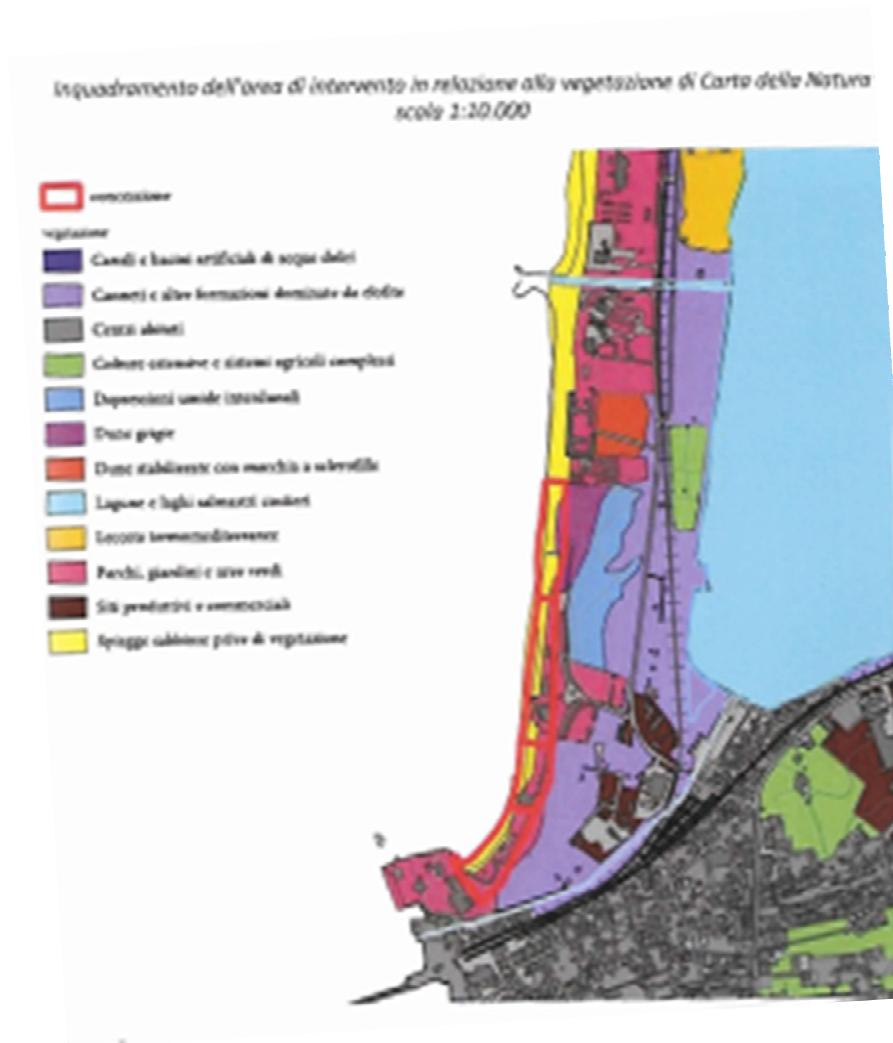 Inquadramento dell'area di intervento in relazione alla vegetazione di Carta della Natura
scala 1:10.000
concessione
vegetazione
Canali e bacini artificiali di acque dolci
Canneti e altre formazioni dominate da elofite
Centri abitati
Colture estensive e sistemi agricoli complessi
Depressioni umide interdunali
Dune grigie
Dune stabilizzate con macchia a sclerofille
Lagune e laghi salmastri costieri
Leccete termomediterranee
Parchi, giardini e aree verdi
Siti produttivi e commerciali
Spiagge sabbiose prive di vegetazione